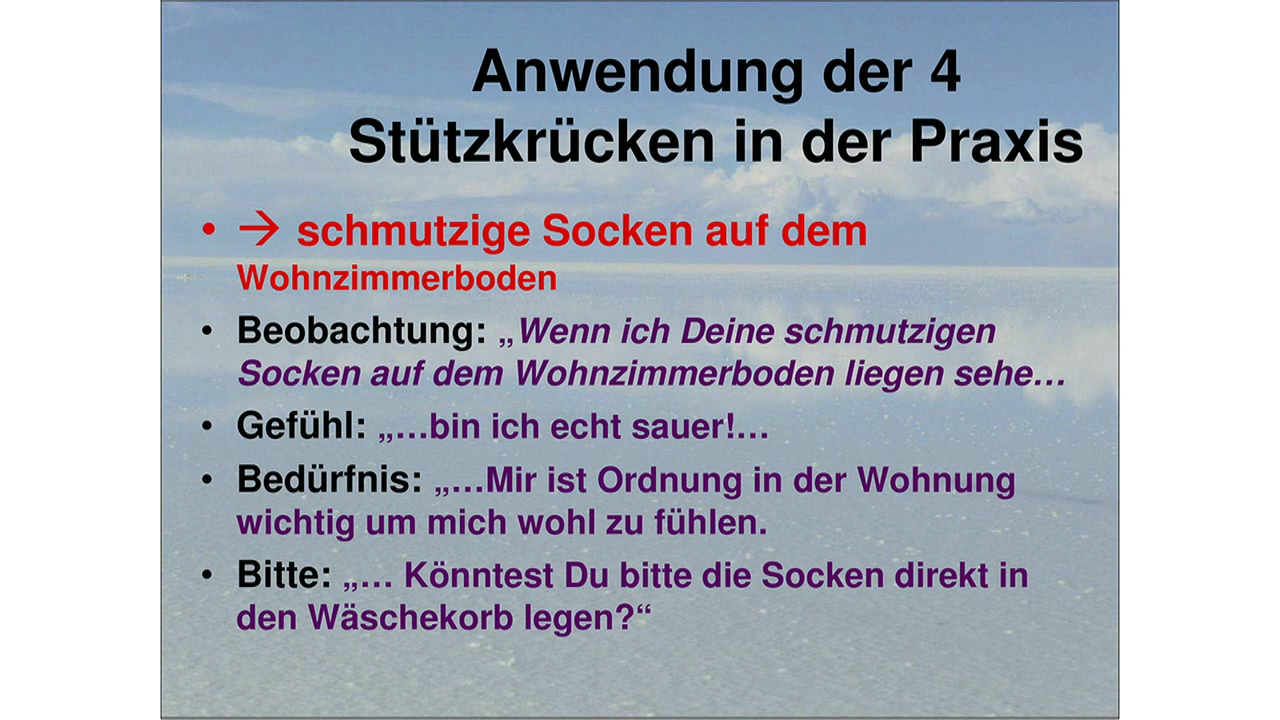 Anwendung der 4
Stützkrücken in der Praxis
• → schmutzige Socken auf dem
Wohnzimmerboden
• Beobachtung: „Wenn ich Deine schmutzigen
Socken auf dem Wohnzimmerboden liegen sehe…
• Gefühl: „…bin ich echt sauer!…
• Bedürfnis: „…Mir ist Ordnung in der Wohnung
wichtig um mich wohl zu fühlen.
• Bitte: „… Könntest Du bitte die Socken direkt in
den Wäschekorb legen?“